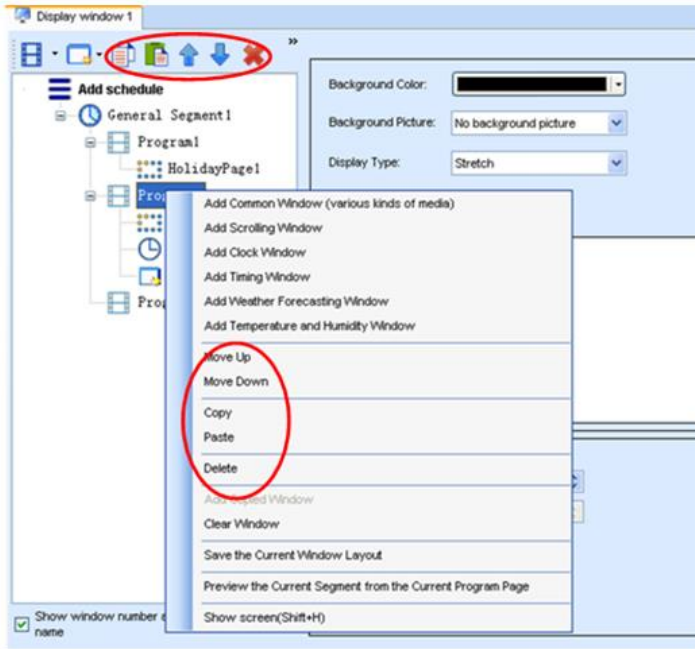 Display window 1
»
Add schedule
General Segment1
Program1
HolidayPage1
Prog
Prog
Background Color:
Background Picture: No background picture
Display Type: Stretch
Add Common Window (various kinds of media)
Add Scrolling Window
Add Clock Window
Add Timing Window
Add Weather Forecasting Window
Add Temperature and Humidity Window
Move Up
Move Down
Copy
Paste
Delete
Add Copied Window
Clear Window
Save the Current Window Layout
Preview the Current Segment from the Current Program Page
Show screen(Shift+H)
Show window number
name